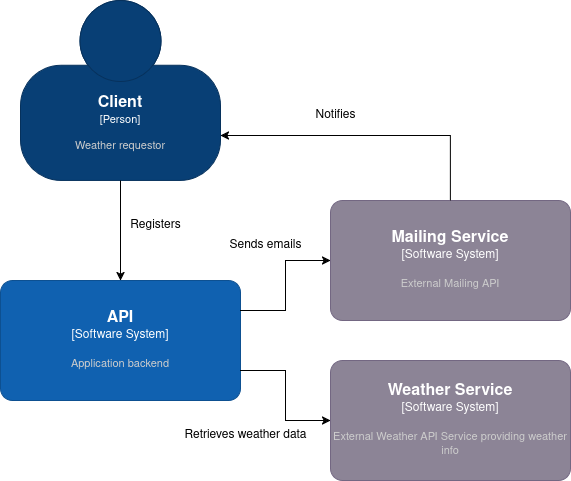 Client
[Person]
Weather requestor
Notifies
Registers
Sends emails
Mailing Service
[Software System]
External Mailing API
API
[Software System]
Application backend
Retrieves weather data
Weather Service
[Software System]
External Weather API Service providing weather
info